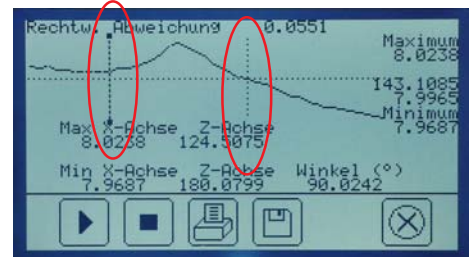 Rechtw. Abweichung 0.0551
Maximum
8.0238
143.1085
7.9965
Minimum
7.9687
Max X-Achse Z-Achse
8.0238 124.5075
Min X-Achse Z-Achse Winkel (°)
7.9687 180.0799 90.0242